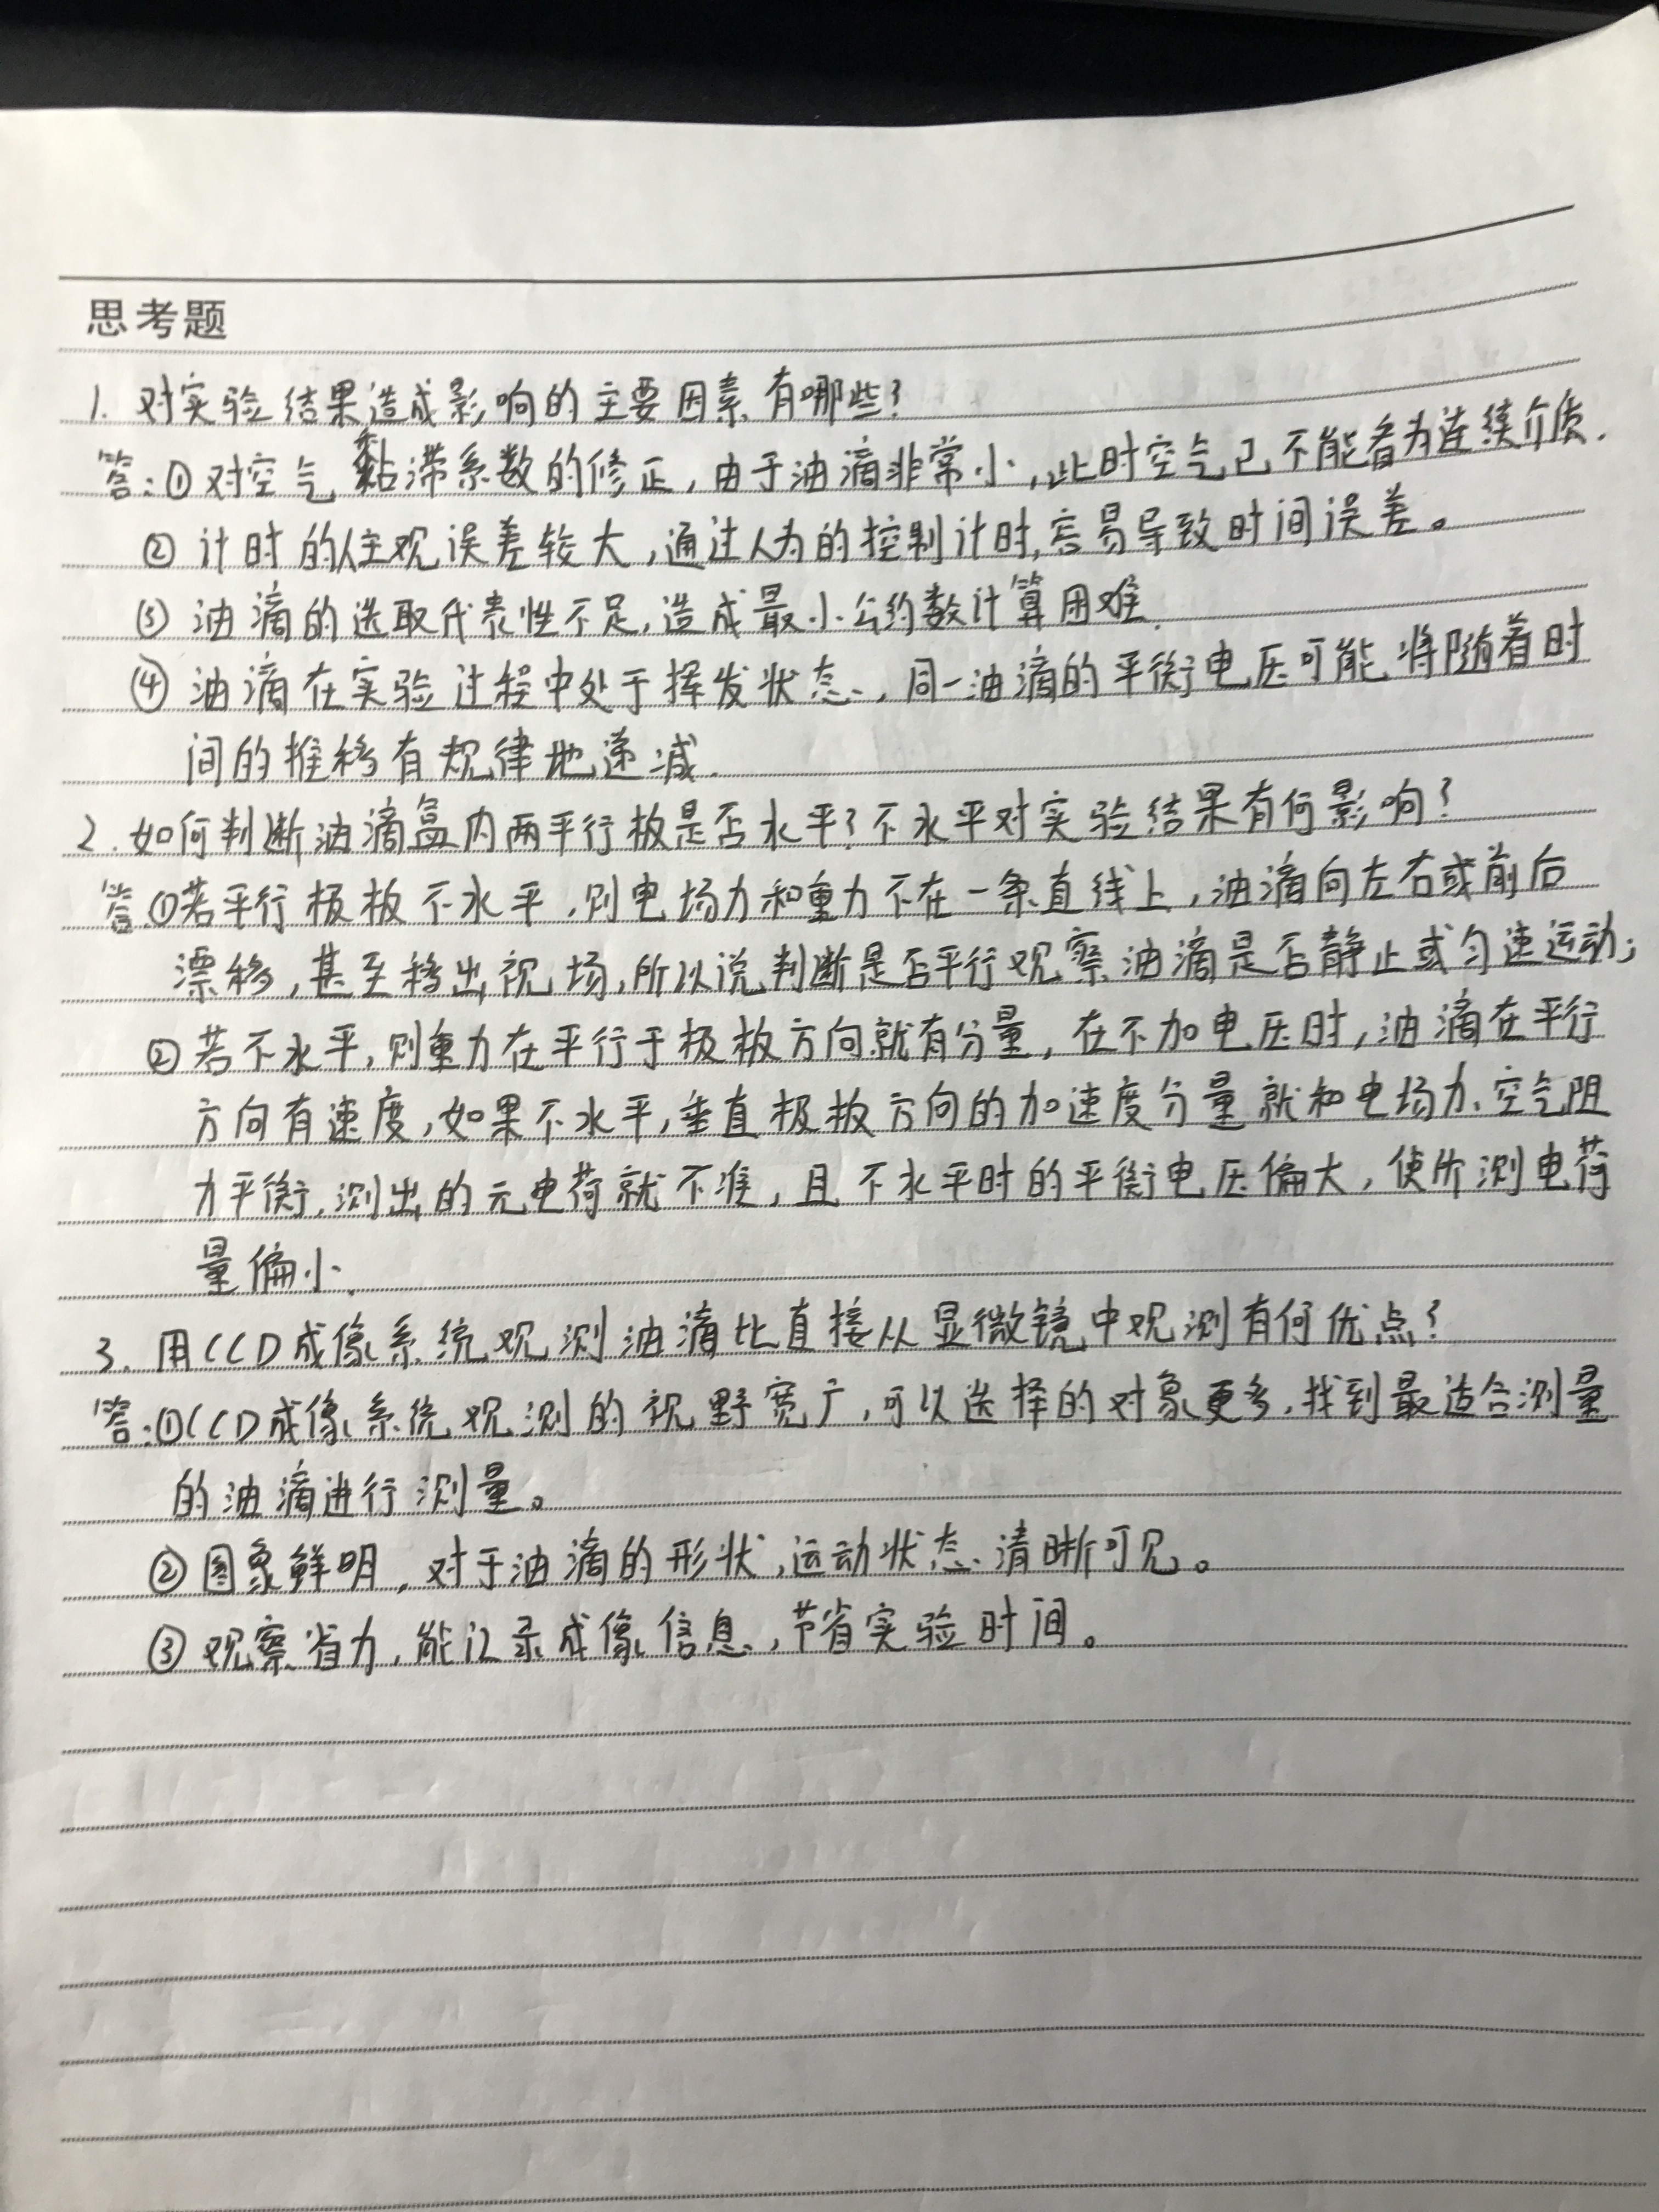 思考题
1. 对实验结果造成影响的主要因素有哪些?
答:①对空气黏滞系数的修正,由于油滴非常小,此时空气已不能看为连续介质.
② 计时的主观误差较大,通过人为的控制计时,容易导致时间误差。
③ 油滴的选取代表性不足,造成最小公约数计算困难.
④ 油滴在实验过程中处于挥发状态,同一油滴的平衡电压可能将随着时
间的推移有规律地递减.
2.如何判断油滴盒内两平行板是否水平?不水平对实验结果有何影响?
答:①若平行极板不水平,则电场力和重力不在一条直线上,油滴向左右或前后
漂移,甚至移出视场,所以说判断是否平行观察油滴是否静止或匀速运动;
② 若不水平,则重力在平行于极板方向就有分量,在不加电压时,油滴在平行
方向有速度,如果不水平,垂直极板方向的加速度分量就和电场力、空气阻
力平衡,测出的元电荷就不准,且不水平时的平衡电压偏大,使所测电荷
量偏小.
3. 用CCD成像系统观测油滴比直接从显微镜中观测有何优点?
答:①CCD成像系统观测的视野宽广,可以选择的对象更多,找到最适合测量
的油滴进行测量。
② 图象鲜明,对于油滴的形状,运动状态清晰可见。
③ 观察省力,能记录成像信息,节省实验时间。